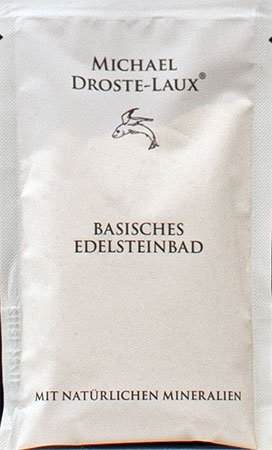 MICHAEL
DROSTE-LAUX®
BASISCHES
EDELSTEINBAD
MIT NATÜRLICHEN MINERALIEN